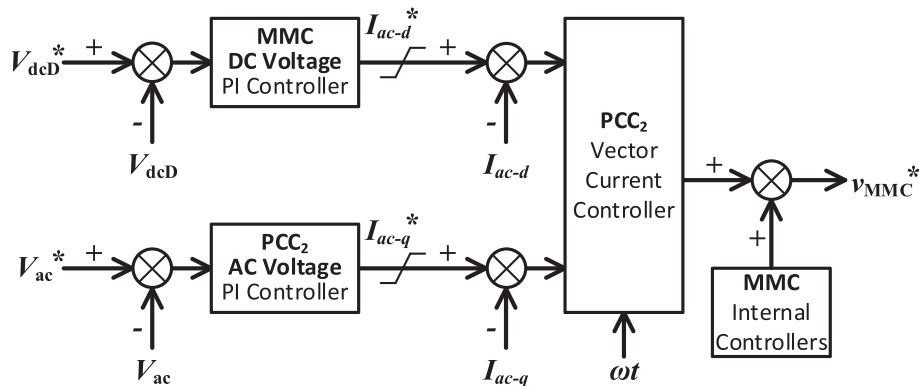 V_dcD*
+
-
V_dcD
MMC
DC Voltage
PI Controller
I_ac-d*
+
-
I_ac-d
V_ac*
+
-
V_ac
PCC₂
AC Voltage
PI Controller
I_ac-q*
+
-
I_ac-q
PCC₂
Vector
Current
Controller
ωt
+
+
v_MMC*
MMC
Internal
Controllers